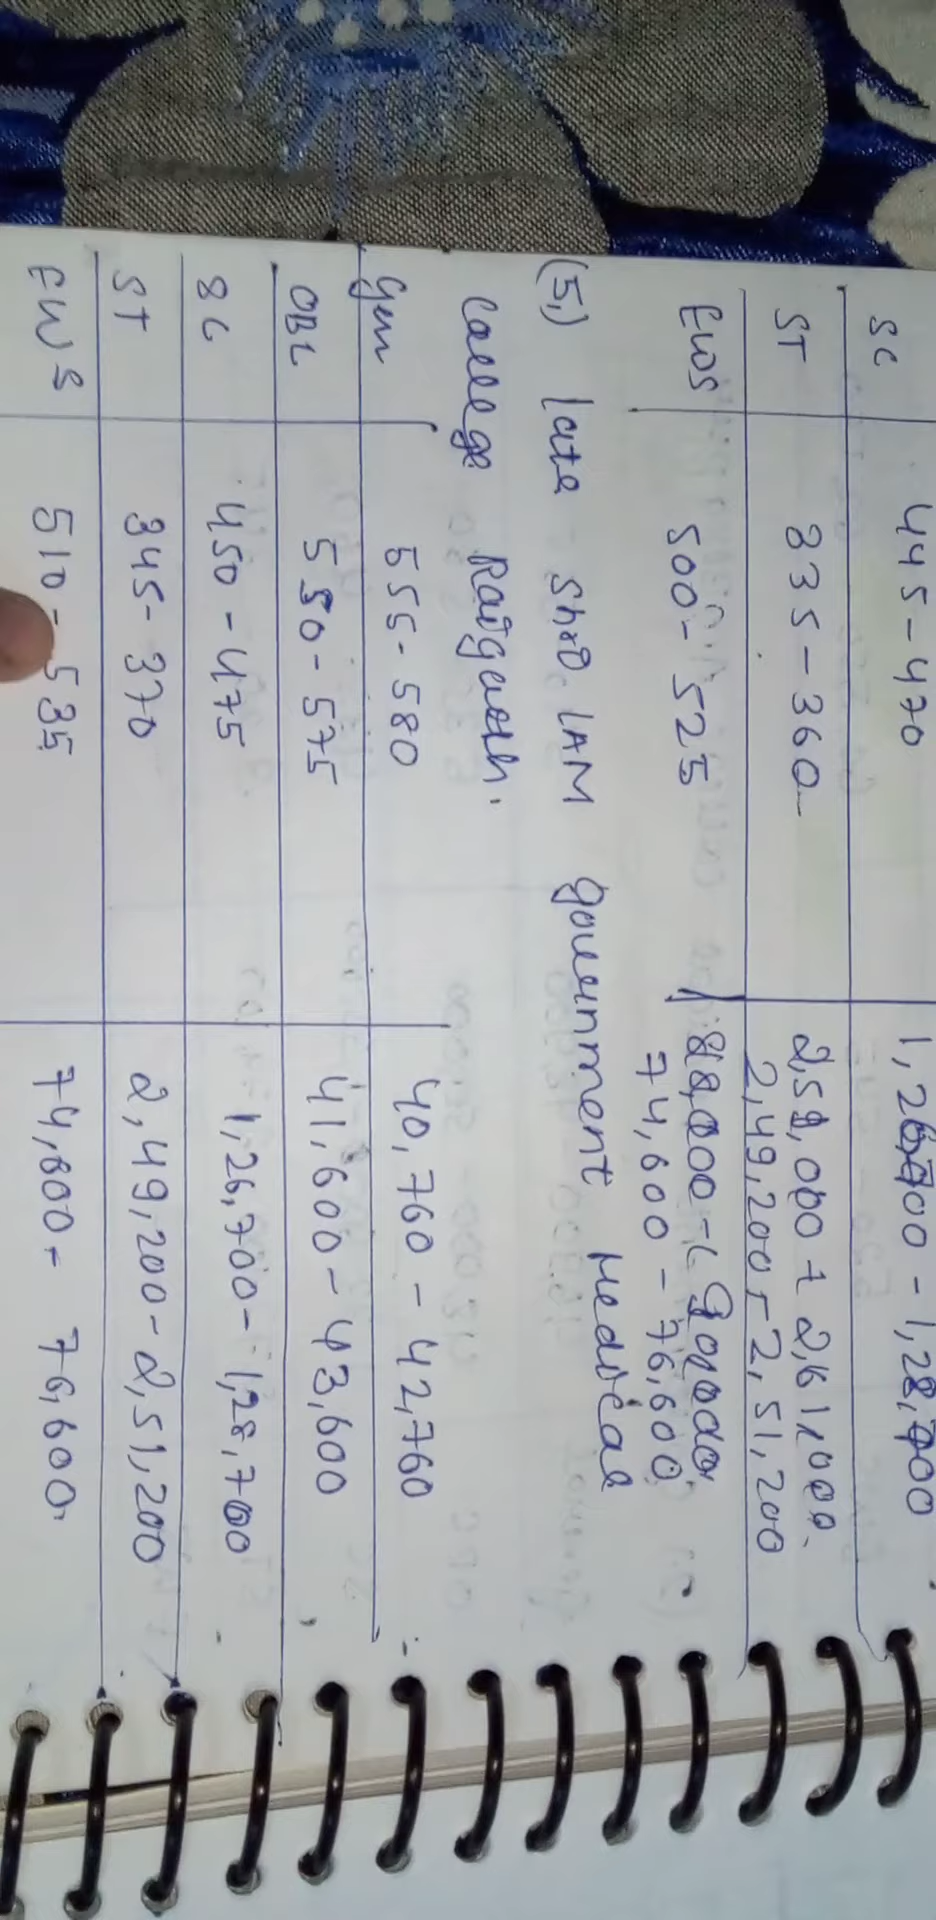 SC 445-470 1,26,700 - 1,28,700
ST 335-360 2,49,200 - 2,51,200
EWS 500-525 74,600 - 76,600
(5.) late shri LAM government Medical
College Raigarh.
Gen 555-580 40,760 - 42,760
OBC 550-575 41,600 - 43,600
SC 450-475 1,26,700 - 1,28,700
ST 345-370 2,49,200 - 2,51,200
EWS 510-535 74,600 - 76,600